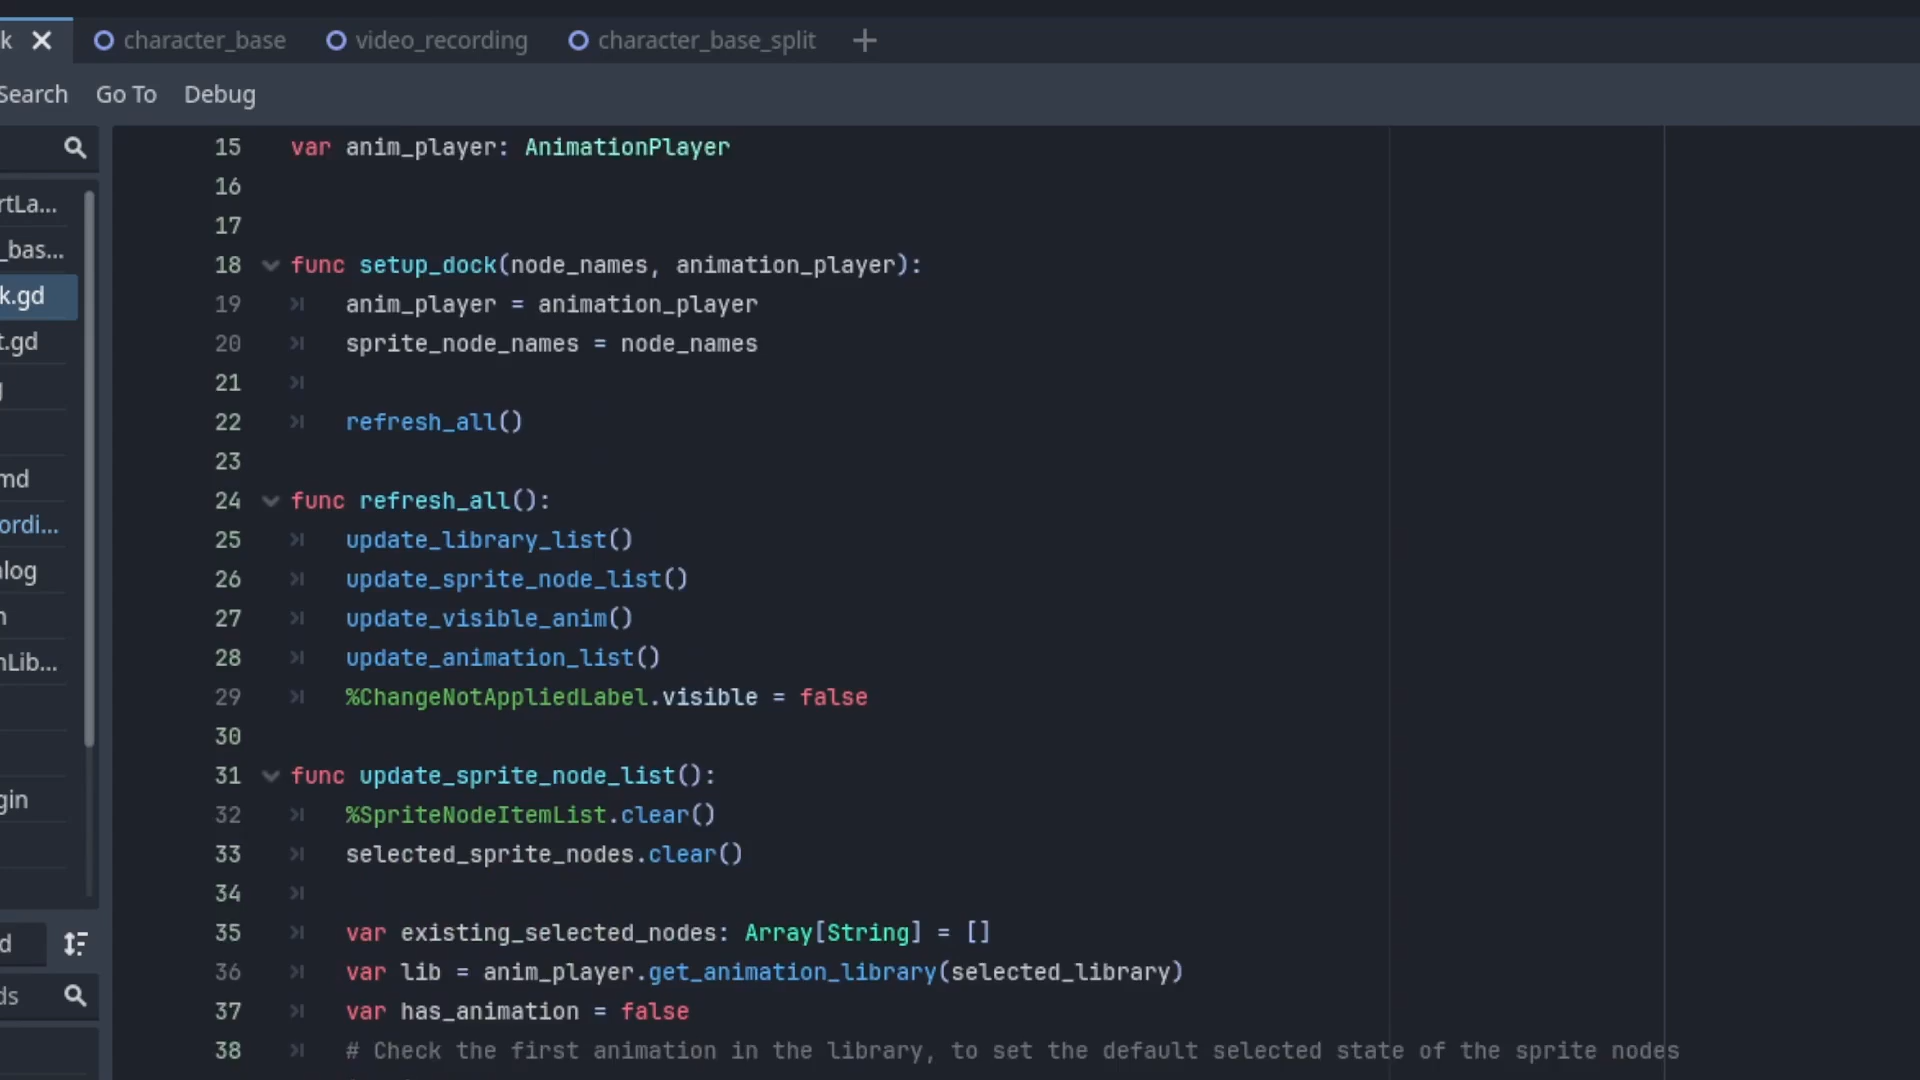 k character_base video_recording character_base_split
Search Go To Debug
rtLa...
_bas...
k.gd
t.gd
md
ordi...
alog
nLib...
gin
d
ds
15 var anim_player: AnimationPlayer
16
17
18 func setup_dock(node_names, animation_player):
19 anim_player = animation_player
20 sprite_node_names = node_names
21
22 refresh_all()
23
24 func refresh_all():
25 update_library_list()
26 update_sprite_node_list()
27 update_visible_anim()
28 update_animation_list()
29 %ChangeNotAppliedLabel.visible = false
30
31 func update_sprite_node_list():
32 %SpriteNodeItemList.clear()
33 selected_sprite_nodes.clear()
34
35 var existing_selected_nodes: Array[String] = []
36 var lib = anim_player.get_animation_library(selected_library)
37 var has_animation = false
38 # Check the first animation in the library, to set the default selected state of the sprite nodes